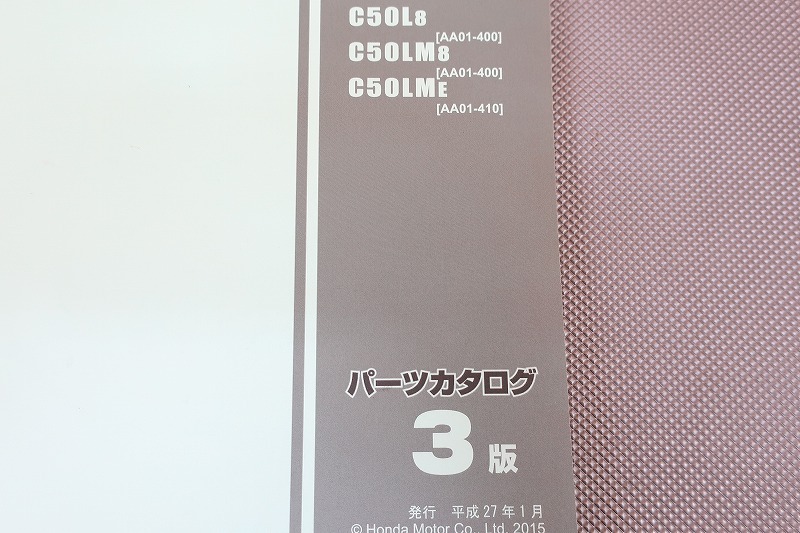 C50L8
[AA01-400]
C50LM8
[AA01-400]
C50LME
[AA01-410]
パーツカタログ
3版
発行 平成27年1月
© Honda Motor Co., Ltd. 2015